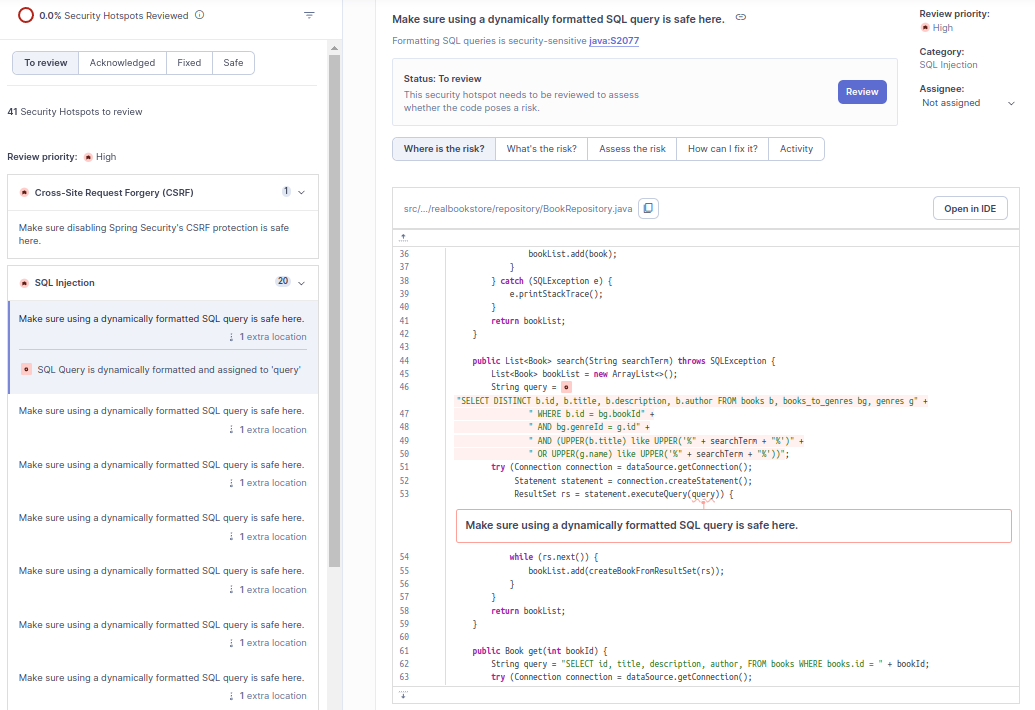 0.0% Security Hotspots Reviewed
To review Acknowledged Fixed Safe
41 Security Hotspots to review
Review priority: High
Cross-Site Request Forgery (CSRF) 1
Make sure disabling Spring Security's CSRF protection is safe
here.
SQL Injection 20
Make sure using a dynamically formatted SQL query is safe here.
1 extra location
SQL Query is dynamically formatted and assigned to 'query'
Make sure using a dynamically formatted SQL query is safe here.
1 extra location
Make sure using a dynamically formatted SQL query is safe here.
1 extra location
Make sure using a dynamically formatted SQL query is safe here.
1 extra location
Make sure using a dynamically formatted SQL query is safe here.
1 extra location
Make sure using a dynamically formatted SQL query is safe here.
1 extra location
Make sure using a dynamically formatted SQL query is safe here.
1 extra location
Make sure using a dynamically formatted SQL query is safe here.
Formatting SQL queries is security-sensitive java:S2077
Status: To review
This security hotspot needs to be reviewed to assess
whether the code poses a risk.
Review
Review priority:
High
Category:
SQL Injection
Assignee:
Not assigned
Where is the risk? What's the risk? Assess the risk How can I fix it? Activity
src/.../realbookstore/repository/BookRepository.java
Open in IDE
36 bookList.add(book);
37 }
38 } catch (SQLException e) {
39 e.printStackTrace();
40 }
41 return bookList;
42 }
43
44 public List<Book> search(String searchTerm) throws SQLException {
45 List<Book> bookList = new ArrayList<>();
46 String query =
"SELECT DISTINCT b.id, b.title, b.description, b.author FROM books b, books_to_genres bg, genres g" +
47 " WHERE b.id = bg.bookId" +
48 " AND bg.genreId = g.id" +
49 " AND (UPPER(b.title) like UPPER('%" + searchTerm + "%')" +
50 " OR UPPER(g.name) like UPPER('%" + searchTerm + "%'))";
51 try (Connection connection = dataSource.getConnection();
52 Statement statement = connection.createStatement();
53 ResultSet rs = statement.executeQuery(query)) {
Make sure using a dynamically formatted SQL query is safe here.
54 while (rs.next()) {
55 bookList.add(createBookFromResultSet(rs));
56 }
57 }
58 return bookList;
59 }
60
61 public Book get(int bookId) {
62 String query = "SELECT id, title, description, author, FROM books WHERE books.id = " + bookId;
63 try (Connection connection = dataSource.getConnection();